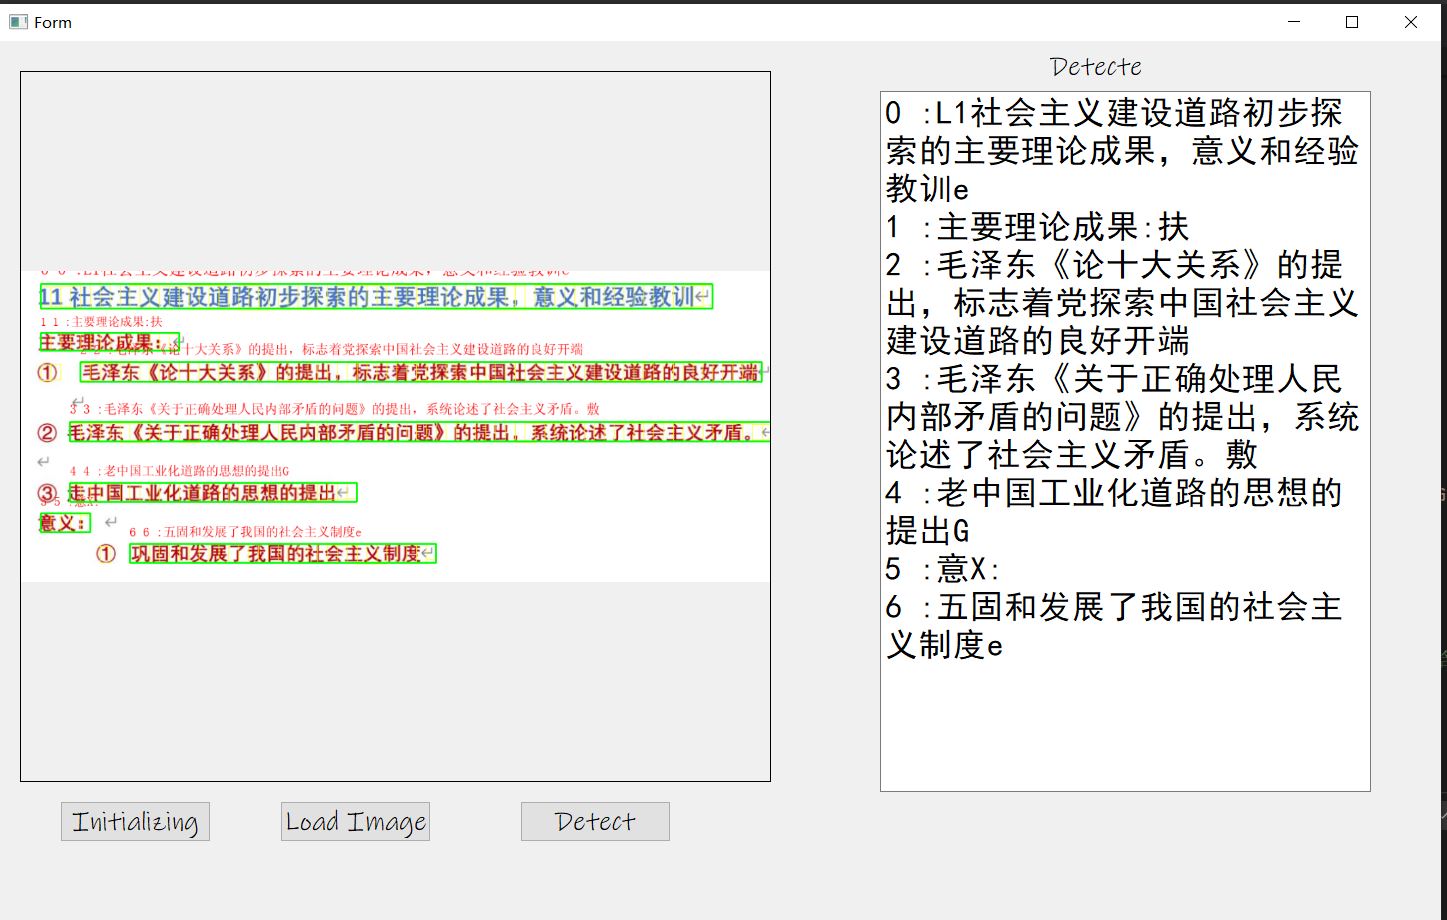 Form
Detecte
11 社会主义建设道路初步探索的主要理论成果，意义和经验教训↵
1 1 :主要理论成果:扶
主要理论成果：
《论十大关系》的提出，标志着党探索中国社会主义建设道路的良好开端
① 毛泽东《论十大关系》的提出，标志着党探索中国社会主义建设道路的良好开端
3 3 :毛泽东《关于正确处理人民内部矛盾的问题》的提出，系统论述了社会主义矛盾。敷
② 毛泽东《关于正确处理人民内部矛盾的问题》的提出，系统论述了社会主义矛盾。↵
↵
4 4 :老中国工业化道路的思想的提出G
③ 走中国工业化道路的思想的提出↵
意义： ↵
6 6 :五固和发展了我国的社会主义制度e
① 巩固和发展了我国的社会主义制度↵
0 :L1社会主义建设道路初步探
索的主要理论成果，意义和经验
教训e
1 :主要理论成果:扶
2 :毛泽东《论十大关系》的提
出，标志着党探索中国社会主义
建设道路的良好开端
3 :毛泽东《关于正确处理人民
内部矛盾的问题》的提出，系统
论述了社会主义矛盾。敷
4 :老中国工业化道路的思想的
提出G
5 :意X:
6 :五固和发展了我国的社会主
义制度e
Initializing
Load Image
Detect